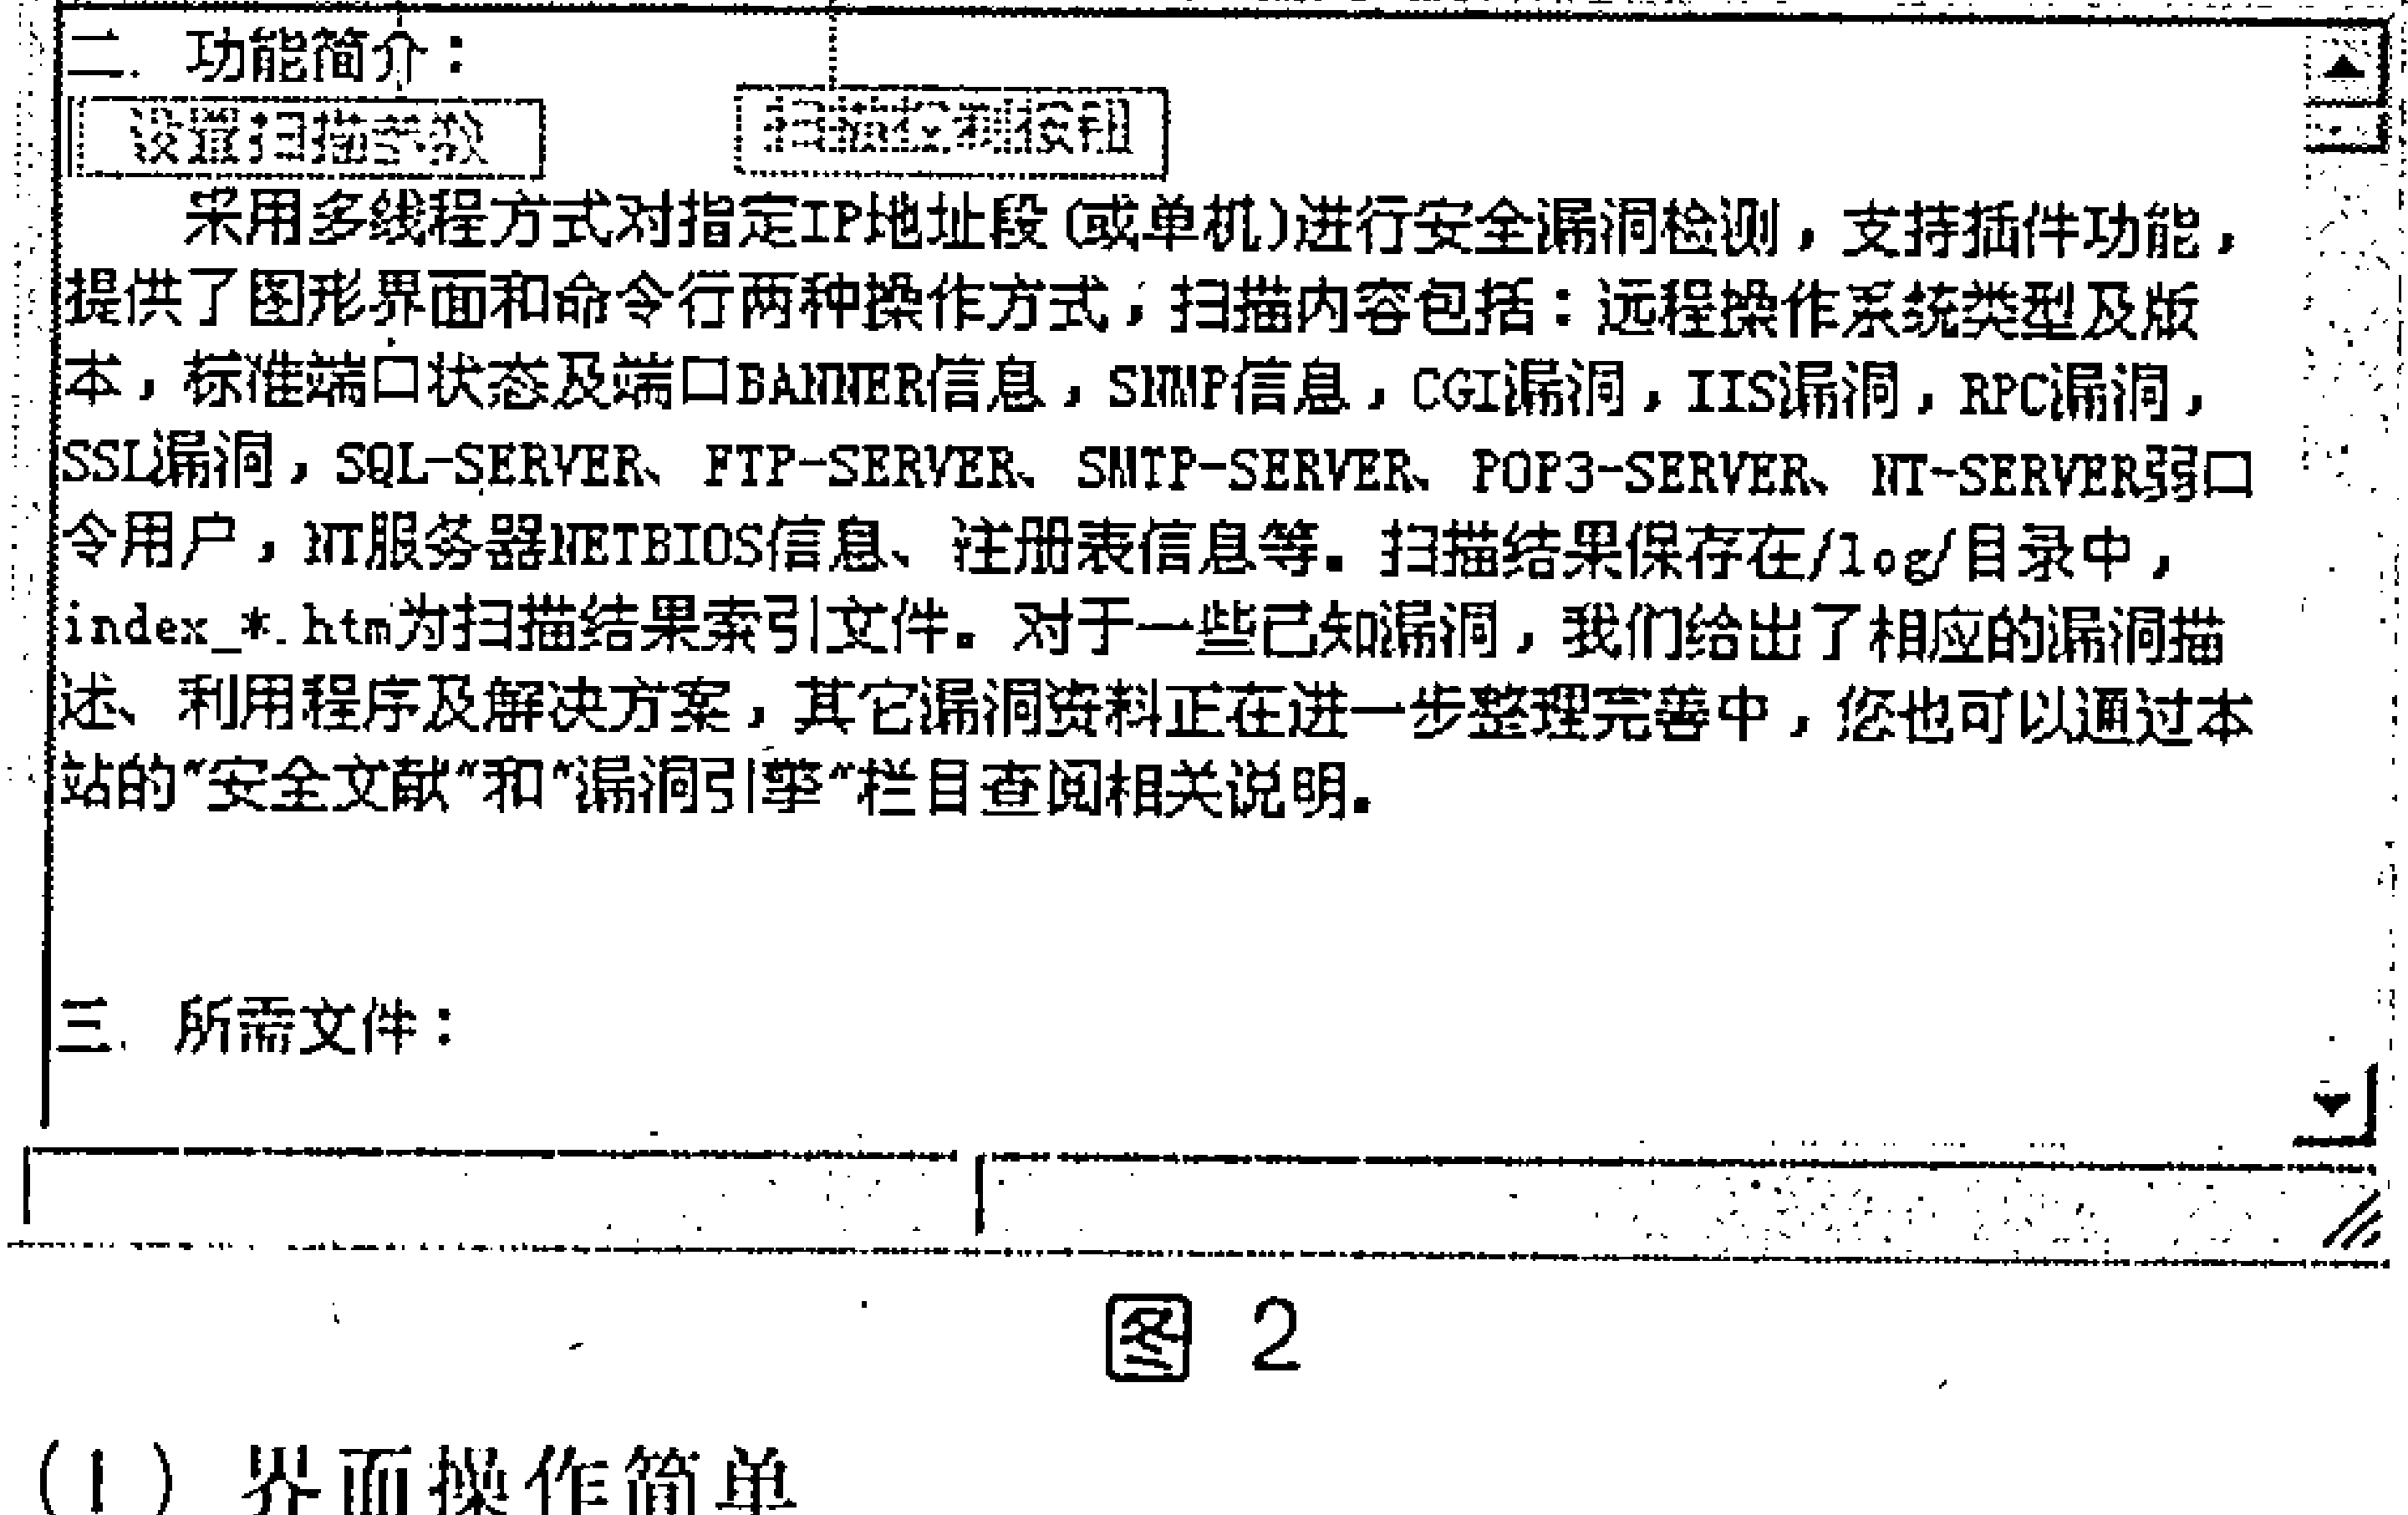 二. 功能简介：
设置扫描参数 扫描控制按钮
采用多线程方式对指定IP地址段(或单机)进行安全漏洞检测，支持插件功能，
提供了图形界面和命令行两种操作方式，扫描内容包括：远程操作系统类型及版
本，标准端口状态及端口BANNER信息，SNMP信息，CGI漏洞，IIS漏洞，RPC漏洞，
SSL漏洞，SQL-SERVER、FTP-SERVER、SMTP-SERVER、POP3-SERVER、NT-SERVER弱口
令用户，NT服务器NETBIOS信息、注册表信息等。扫描结果保存在/log/目录中，
index_*.htm为扫描结果索引文件。对于一些已知漏洞，我们给出了相应的漏洞描
述、利用程序及解决方案，其它漏洞资料正在进一步整理完善中，您也可以通过本
站的"安全文献"和"漏洞引擎"栏目查阅相关说明。
三. 所需文件：
图 2
(1) 界面操作简单